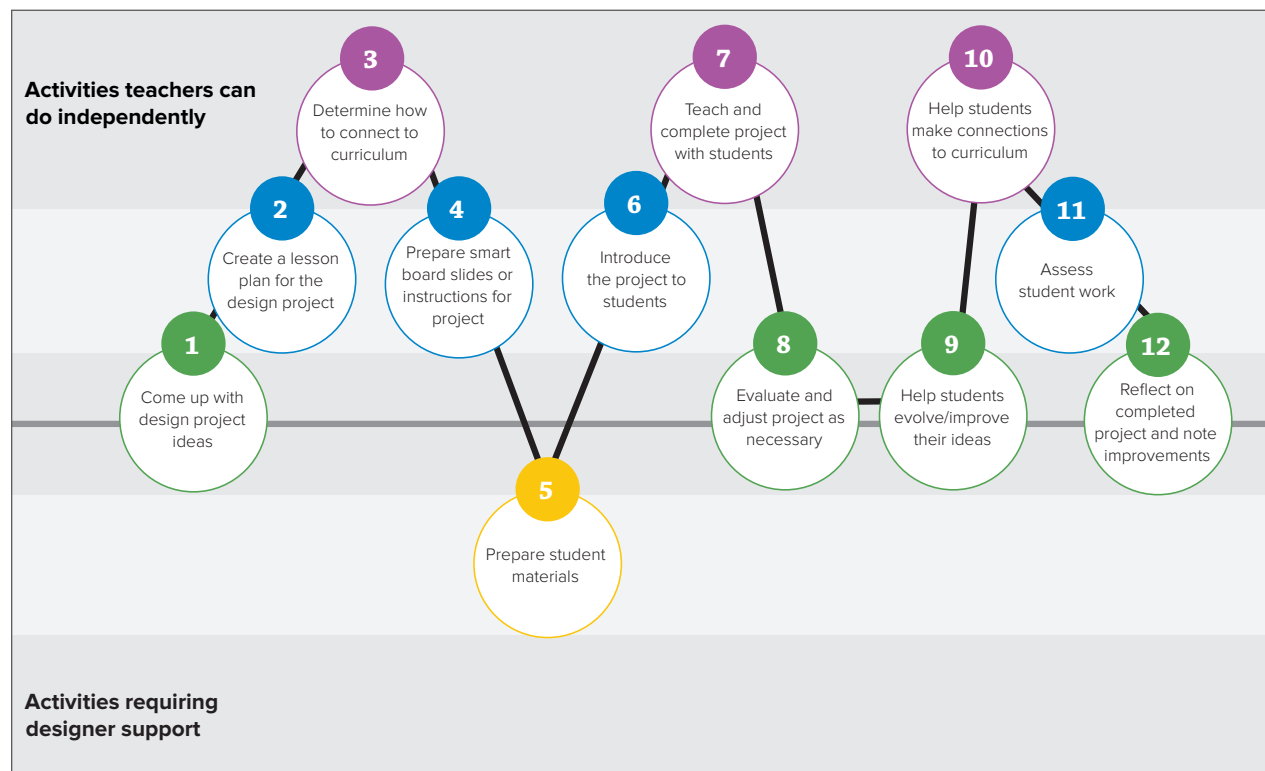 Activities teachers can
do independently
1
Come up with
design project
ideas
2
Create a lesson
plan for the
design project
3
Determine how
to connect to
curriculum
4
Prepare smart
board slides or
instructions for
project
5
Prepare student
materials
6
Introduce
the project to
students
7
Teach and
complete project
with students
8
Evaluate and
adjust project as
necessary
9
Help students
evolve/improve
their ideas
10
Help students
make connections
to curriculum
11
Assess
student work
12
Reflect on
completed
project and note
improvements
Activities requiring
designer support